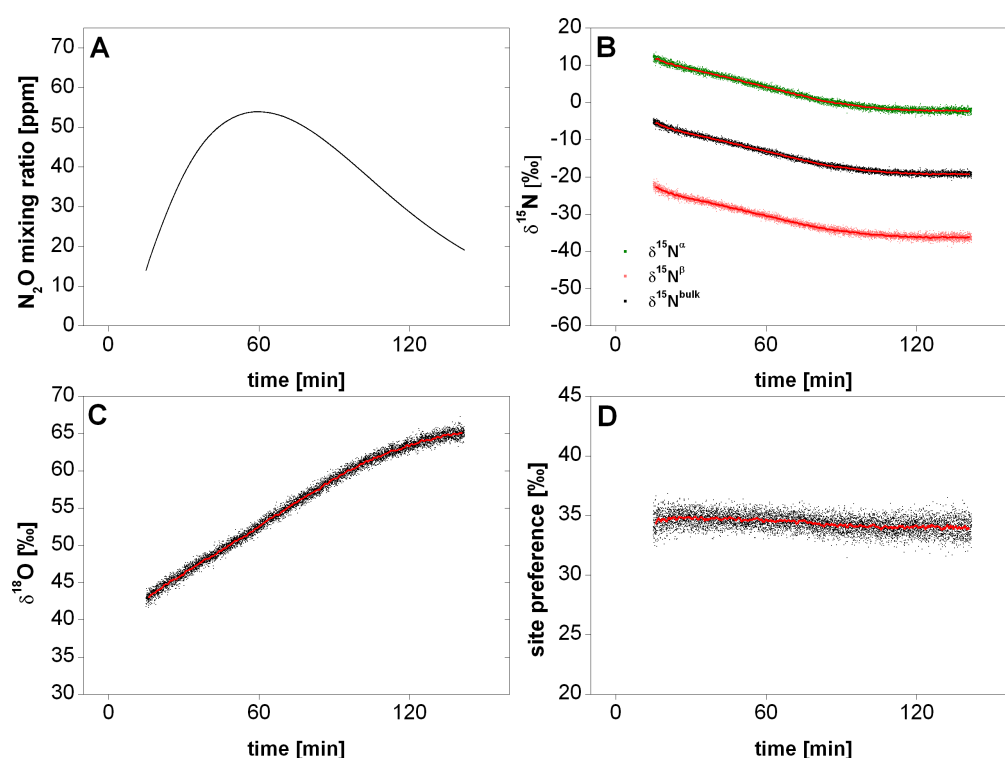 A
N₂O mixing ratio [ppm]
70
60
50
40
30
20
10
0
0 60 120
time [min]
B
δ¹⁵N [‰]
20
10
0
-10
-20
-30
-40
-50
-60
δ¹⁵Nᵅ
δ¹⁵Nᵝ
δ¹⁵Nᵇᵘˡᵏ
0 60 120
time [min]
C
δ¹⁸O [‰]
70
65
60
55
50
45
40
35
30
0 60 120
time [min]
D
site preference [‰]
45
40
35
30
25
20
0 60 120
time [min]